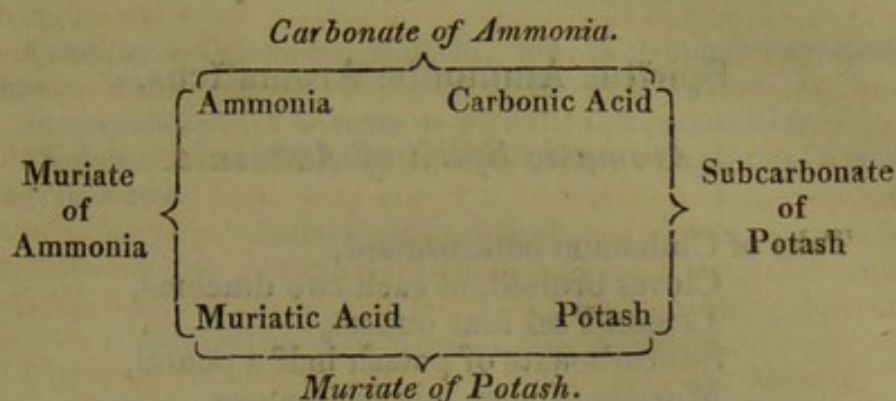 Carbonate of Ammonia.
Ammonia Carbonic Acid
Muriate
of
Ammonia
Subcarbonate
of
Potash
Muriatic Acid Potash
Muriate of Potash.